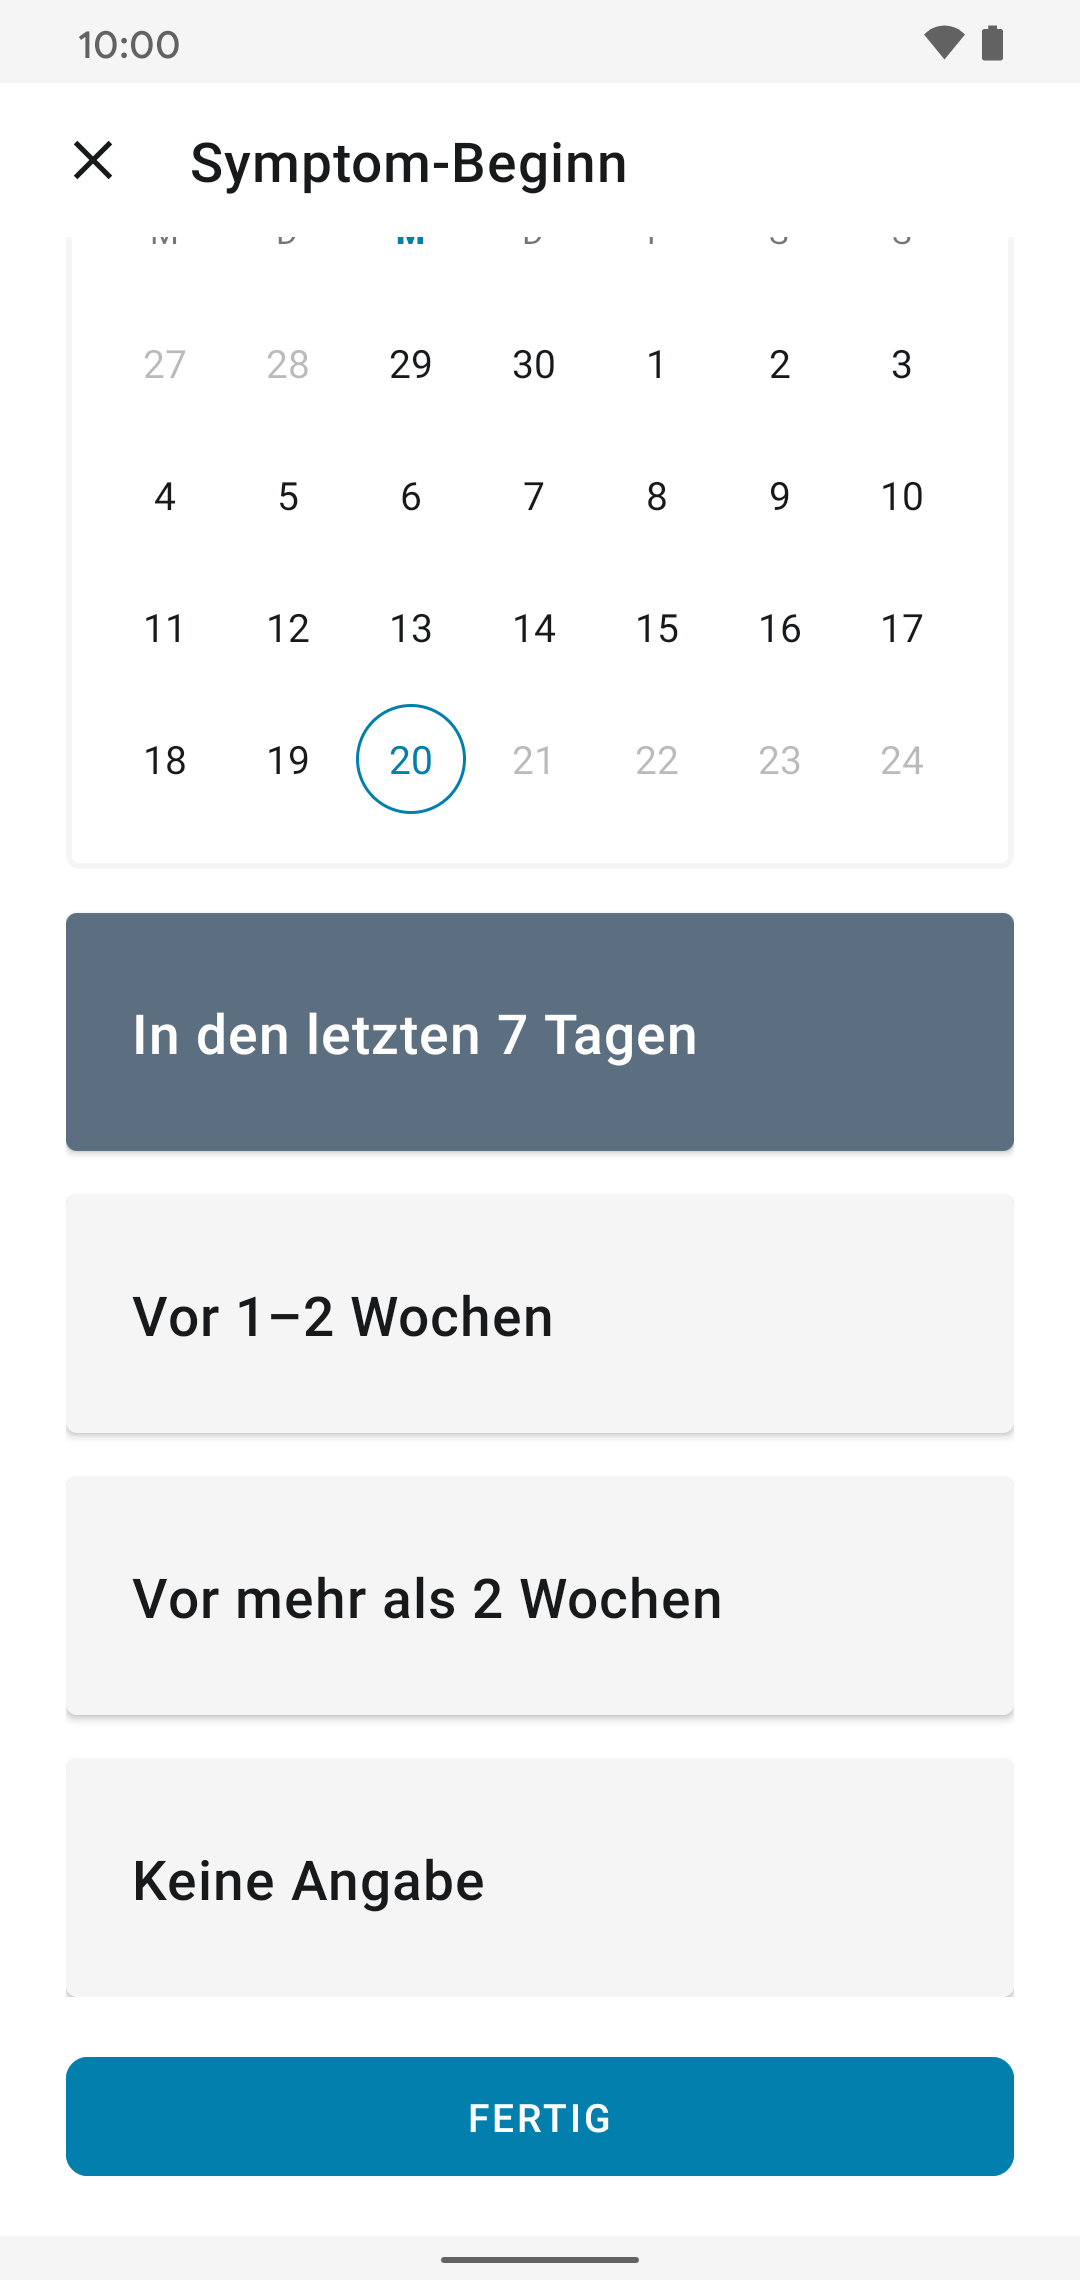 10:00
Symptom-Beginn
M D M D F S S
27 28 29 30 1 2 3
4 5 6 7 8 9 10
11 12 13 14 15 16 17
18 19 20 21 22 23 24
In den letzten 7 Tagen
Vor 1–2 Wochen
Vor mehr als 2 Wochen
Keine Angabe
FERTIG